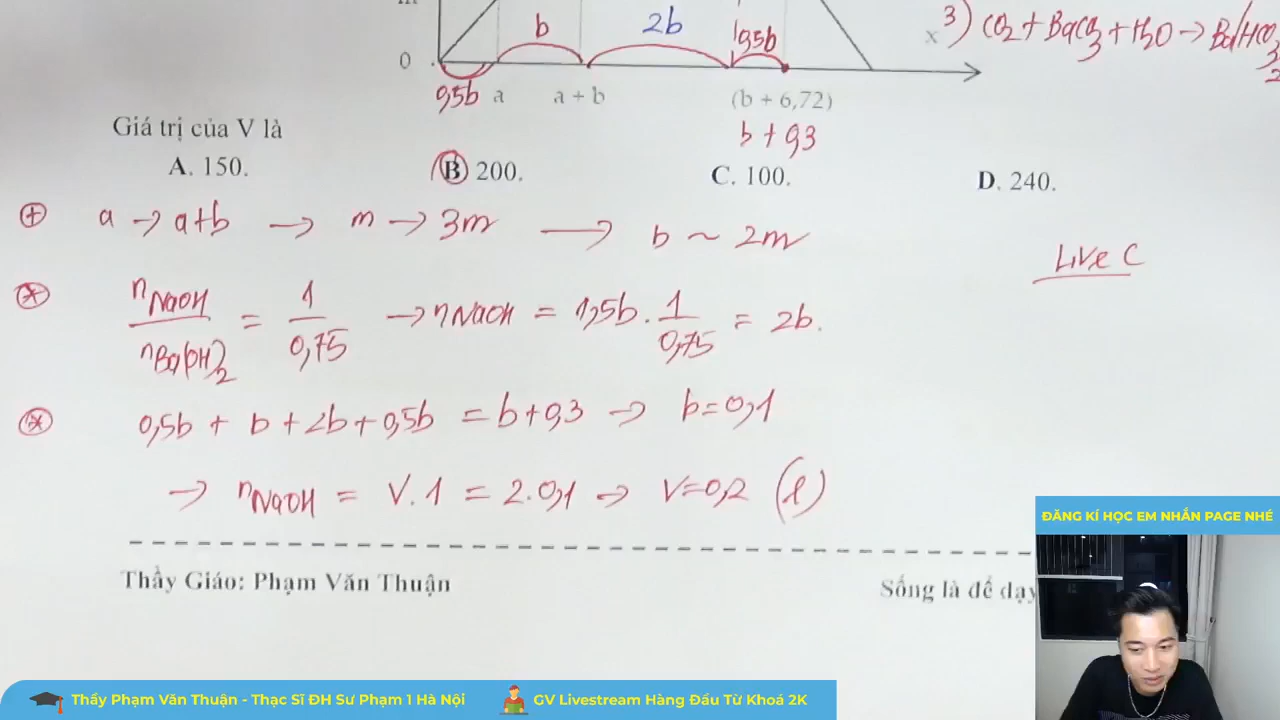 b 2b 0,5b
3) CO2 + BaCO3 + H2O → Ba(HCO3)2
x
0
0,5b a a + b (b + 6,72)
b + 0,3
Giá trị của V là
A. 150. B. 200. C. 100. D. 240.
a → a+b → m → 3m → b ~ 2m
Live C
nNaOH / nBa(OH)2 = 1 / 0,75 → nNaOH = 1,5b . 1 / 0,75 = 2b.
0,5b + b + 2b + 0,5b = b + 0,3 → b = 0,1
→ nNaOH = V.1 = 2.0,1 → V = 0,2 (l)
ĐĂNG KÍ HỌC EM NHẮN PAGE NHÉ
Thầy Giáo: Phạm Văn Thuận
Sống là để dạy
Thầy Phạm Văn Thuận - Thạc Sĩ ĐH Sư Phạm 1 Hà Nội
GV Livestream Hàng Đầu Từ Khoá 2K